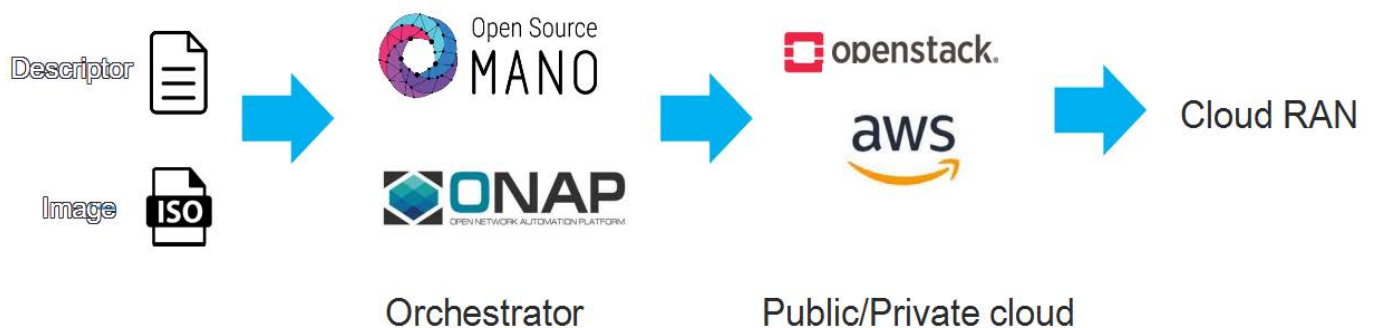 Descriptor
Image
ISO
Open Source
MANO
ONAP
OPEN NETWORK AUTOMATION PLATFORM
Orchestrator
openstack.
aws
Public/Private cloud
Cloud RAN